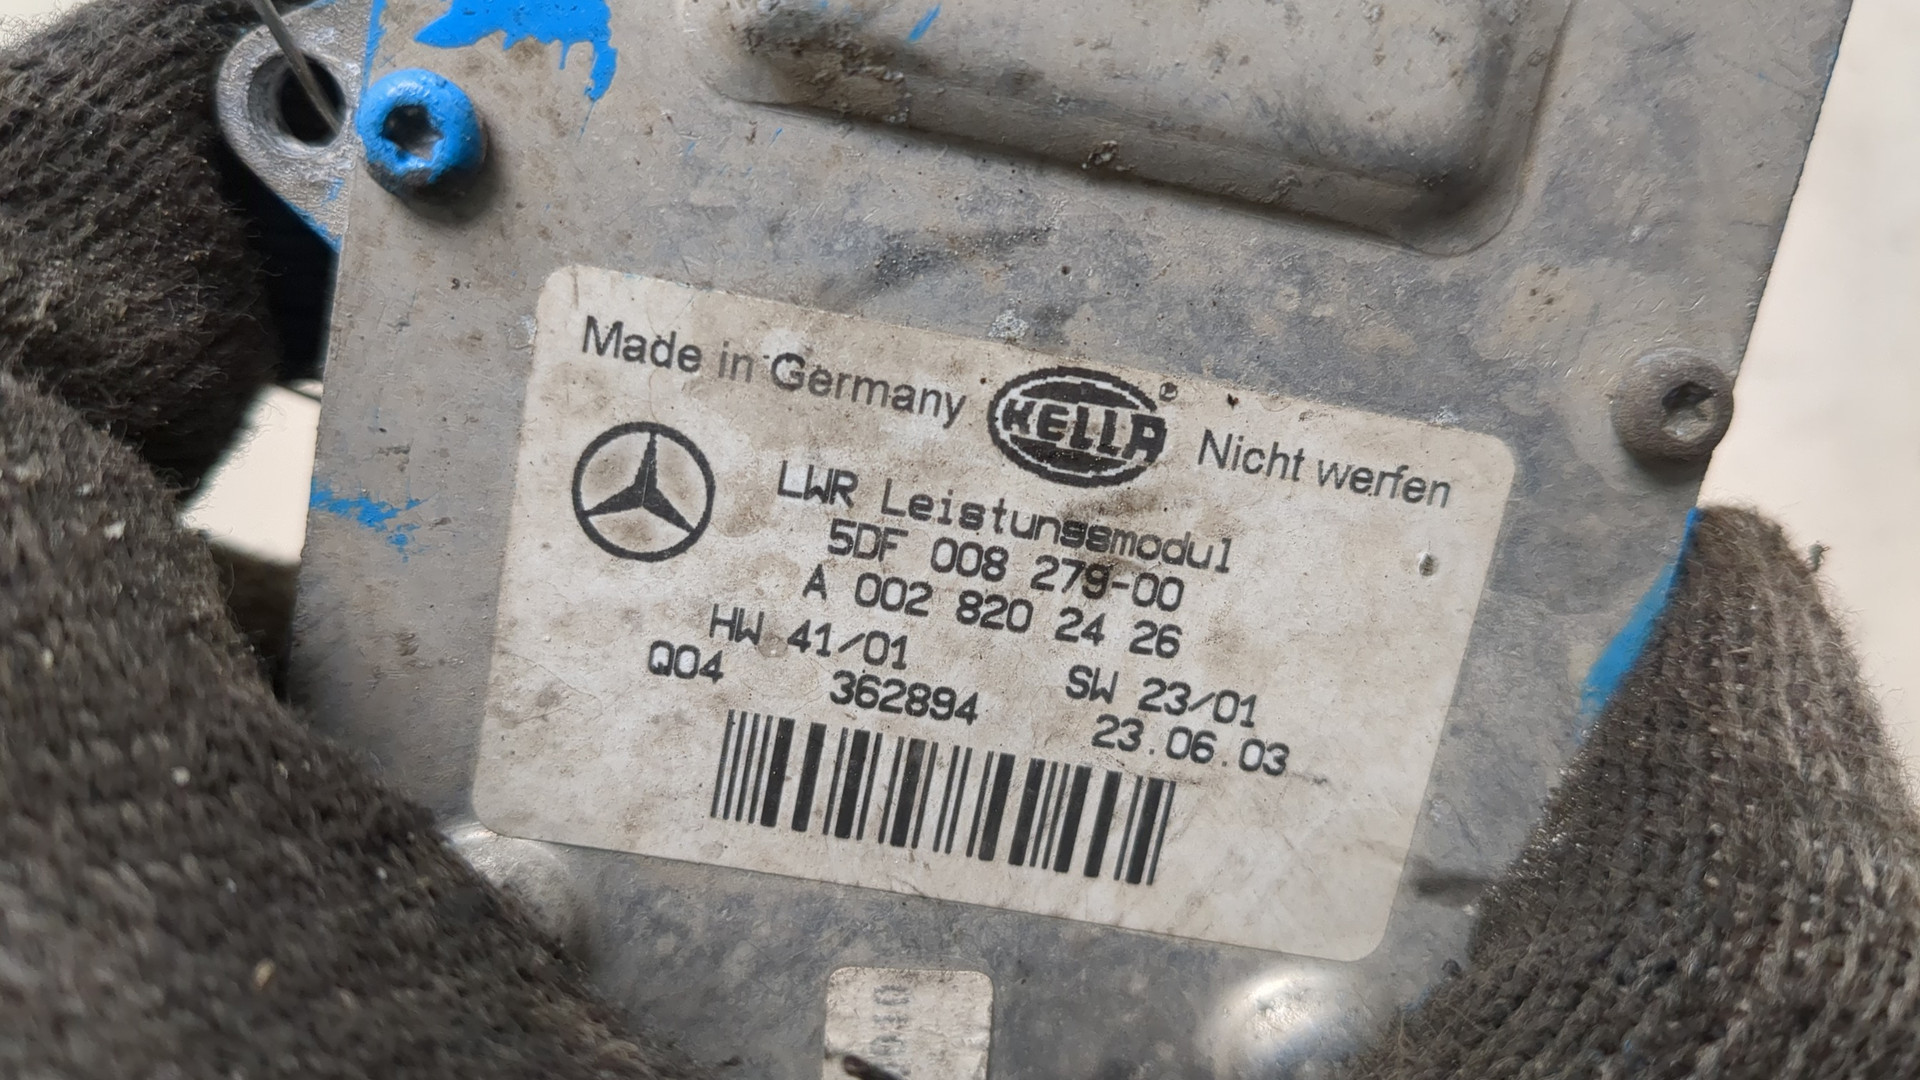 Made in Germany HELLA® Nicht werfen
LWR Leistungsmodul
5DF 008 279-00
A 002 820 24 26
HW 41/01 SW 23/01
Q04 362894 23.06.03